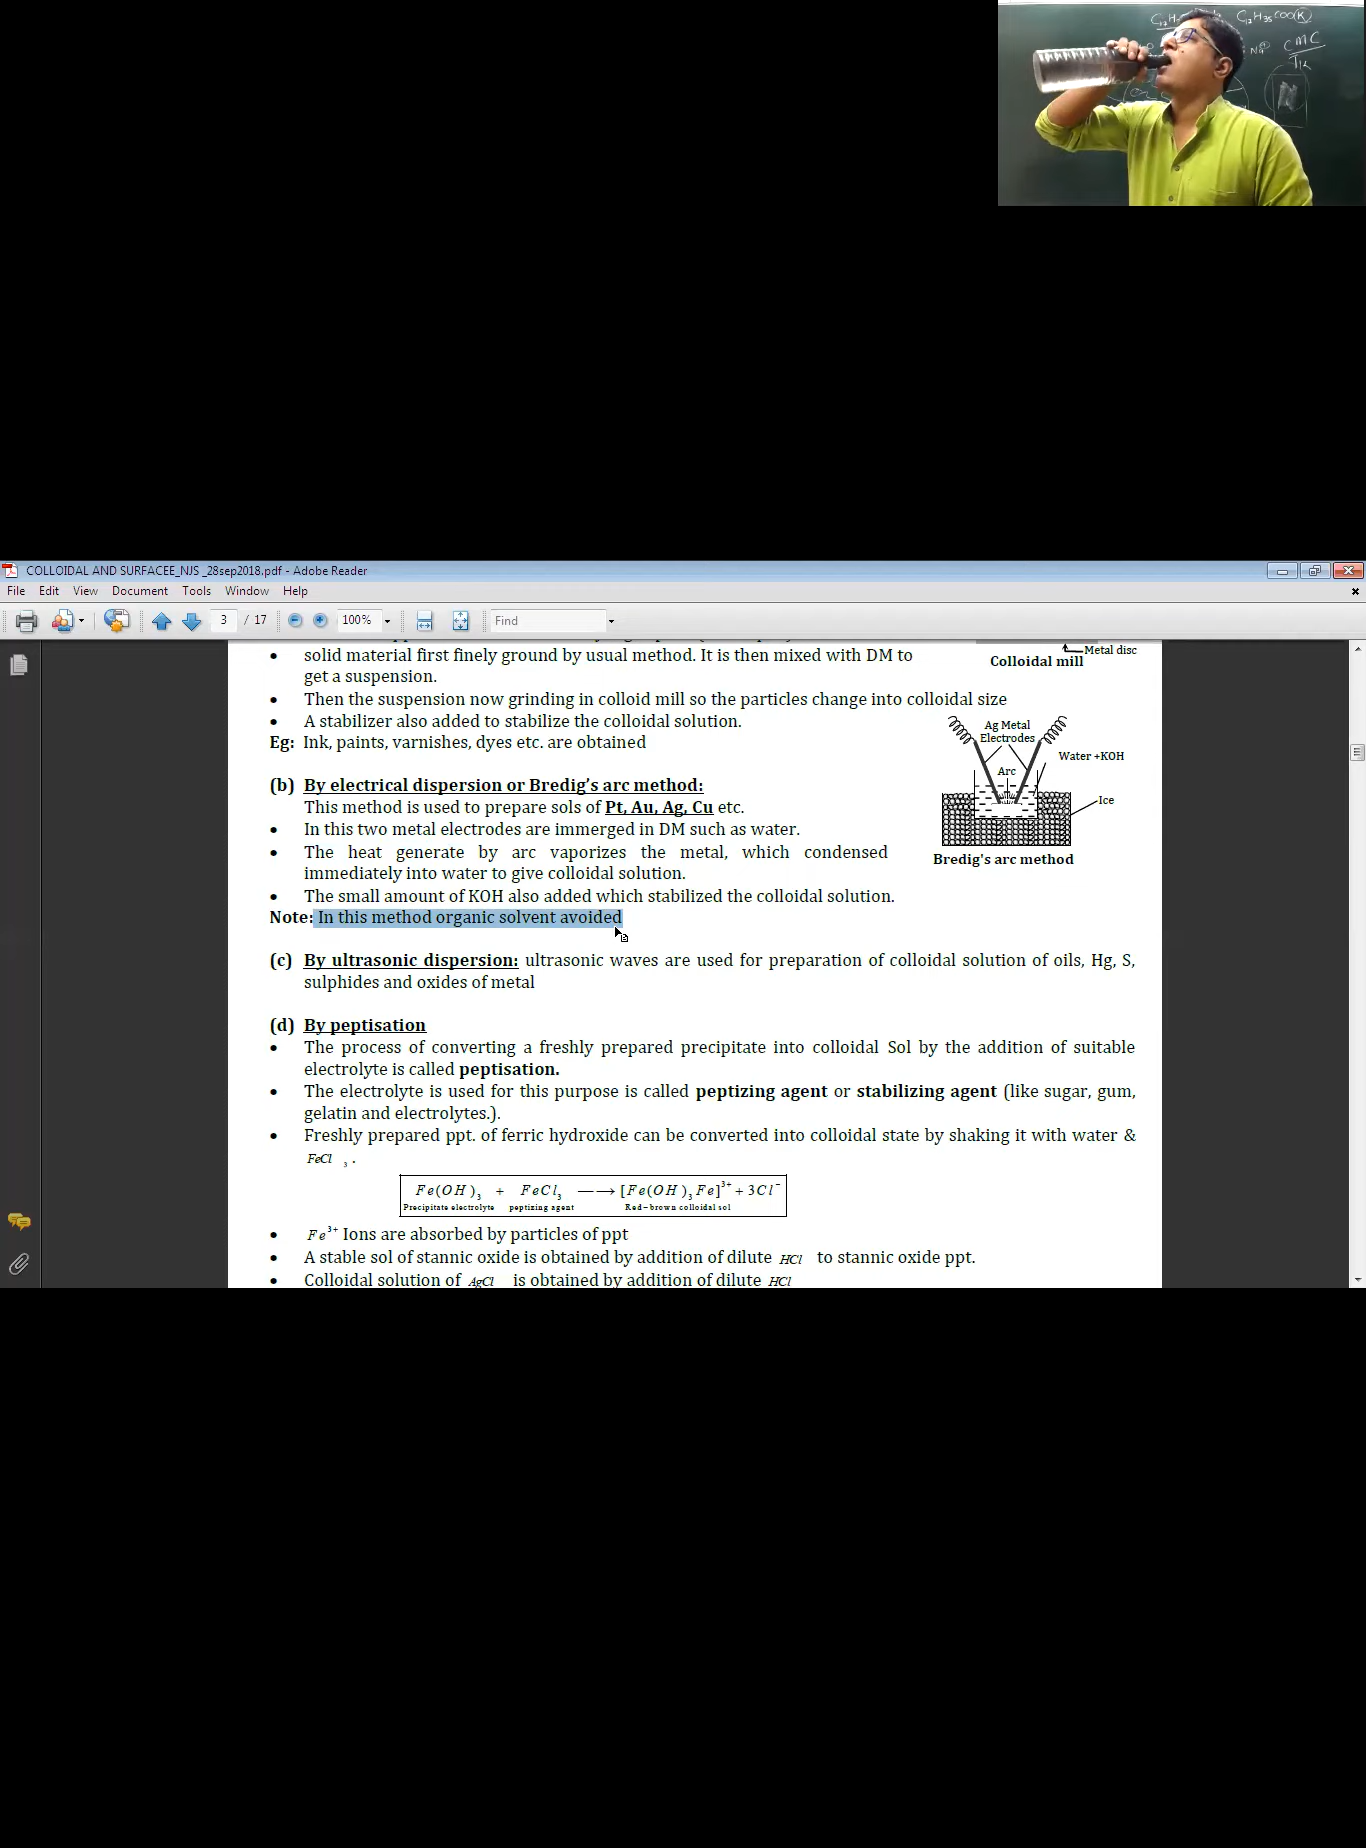 C₁₇H₃₅COOK
Na⊕
CMC
T_K
COLLOIDAL AND SURFACEE_NJS _28sep2018.pdf - Adobe Reader
File Edit View Document Tools Window Help
3 / 17 100% Find
Metal disc
Colloidal mill
• solid material first finely ground by usual method. It is then mixed with DM to
get a suspension.
• Then the suspension now grinding in colloid mill so the particles change into colloidal size
• A stabilizer also added to stabilize the colloidal solution.
Eg: Ink, paints, varnishes, dyes etc. are obtained
Ag Metal
Electrodes
Water +KOH
Arc
Ice
Bredig's arc method
(b) By electrical dispersion or Bredig’s arc method:
This method is used to prepare sols of Pt, Au, Ag, Cu etc.
• In this two metal electrodes are immerged in DM such as water.
• The heat generate by arc vaporizes the metal, which condensed
immediately into water to give colloidal solution.
• The small amount of KOH also added which stabilized the colloidal solution.
Note: In this method organic solvent avoided
(c) By ultrasonic dispersion: ultrasonic waves are used for preparation of colloidal solution of oils, Hg, S,
sulphides and oxides of metal
(d) By peptisation
• The process of converting a freshly prepared precipitate into colloidal Sol by the addition of suitable
electrolyte is called peptisation.
• The electrolyte is used for this purpose is called peptizing agent or stabilizing agent (like sugar, gum,
gelatin and electrolytes.).
• Freshly prepared ppt. of ferric hydroxide can be converted into colloidal state by shaking it with water &
FeCl ₃ .
Fe(OH)₃ + FeCl₃ ⟶ [Fe(OH)₃Fe]³⁺ + 3Cl⁻
Precipitate electrolyte peptizing agent Red−brown colloidal sol
• Fe³⁺ Ions are absorbed by particles of ppt
• A stable sol of stannic oxide is obtained by addition of dilute HCl to stannic oxide ppt.
• Colloidal solution of AgCl is obtained by addition of dilute HCl